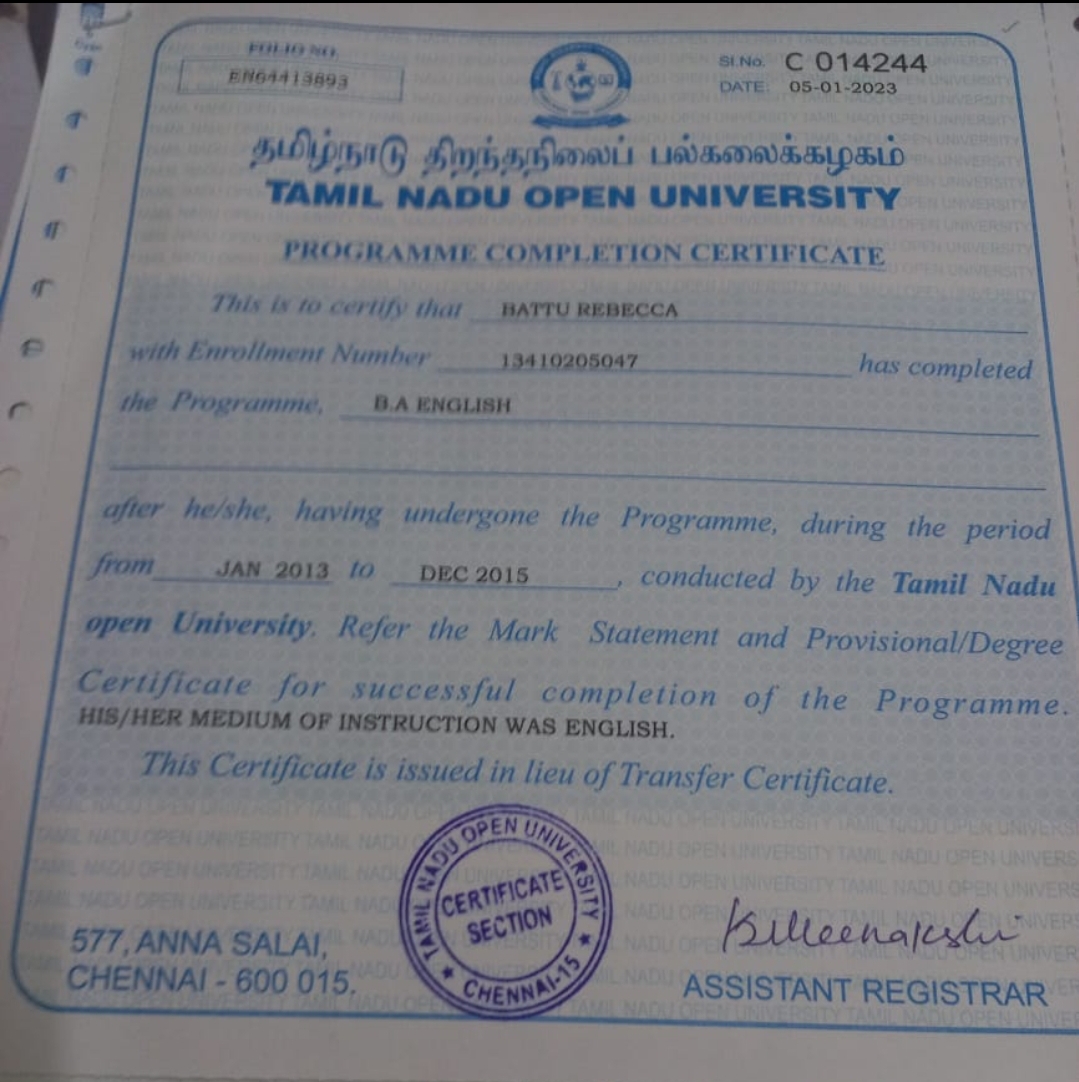 FOLIO NO.
EN64413893
Sl.No. C 014244
DATE: 05-01-2023
தமிழ்நாடு திறந்தநிலைப் பல்கலைக்கழகம்
TAMIL NADU OPEN UNIVERSITY
PROGRAMME COMPLETION CERTIFICATE
This is to certify that BATTU REBECCA
with Enrollment Number 13410205047 has completed
the Programme, B.A ENGLISH
after he/she, having undergone the Programme, during the period
from JAN 2013 to DEC 2015, conducted by the Tamil Nadu
open University. Refer the Mark Statement and Provisional/Degree
Certificate for successful completion of the Programme.
HIS/HER MEDIUM OF INSTRUCTION WAS ENGLISH.
This Certificate is issued in lieu of Transfer Certificate.
TAMIL NADU OPEN UNIVERSITY
CERTIFICATE
SECTION
CHENNAI-15
577, ANNA SALAI,
CHENNAI - 600 015.
ASSISTANT REGISTRAR